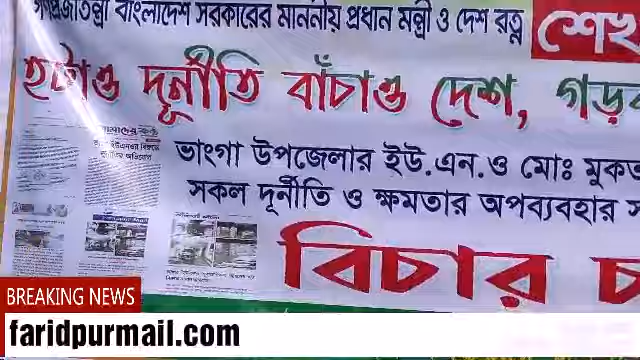 গণপ্রজাতন্ত্রী বাংলাদেশ সরকারের মাননীয় প্রধান মন্ত্রী ও দেশ রত্ন শেখ
হটাও দূর্নীতি বাঁচাও দেশ, গড়ব
ভাংগা উপজেলার ইউ.এন.ও মোঃ মুকত
সকল দূর্নীতি ও ক্ষমতার অপব্যবহার স
বিচার চ
BREAKING NEWS
faridpurmail.com